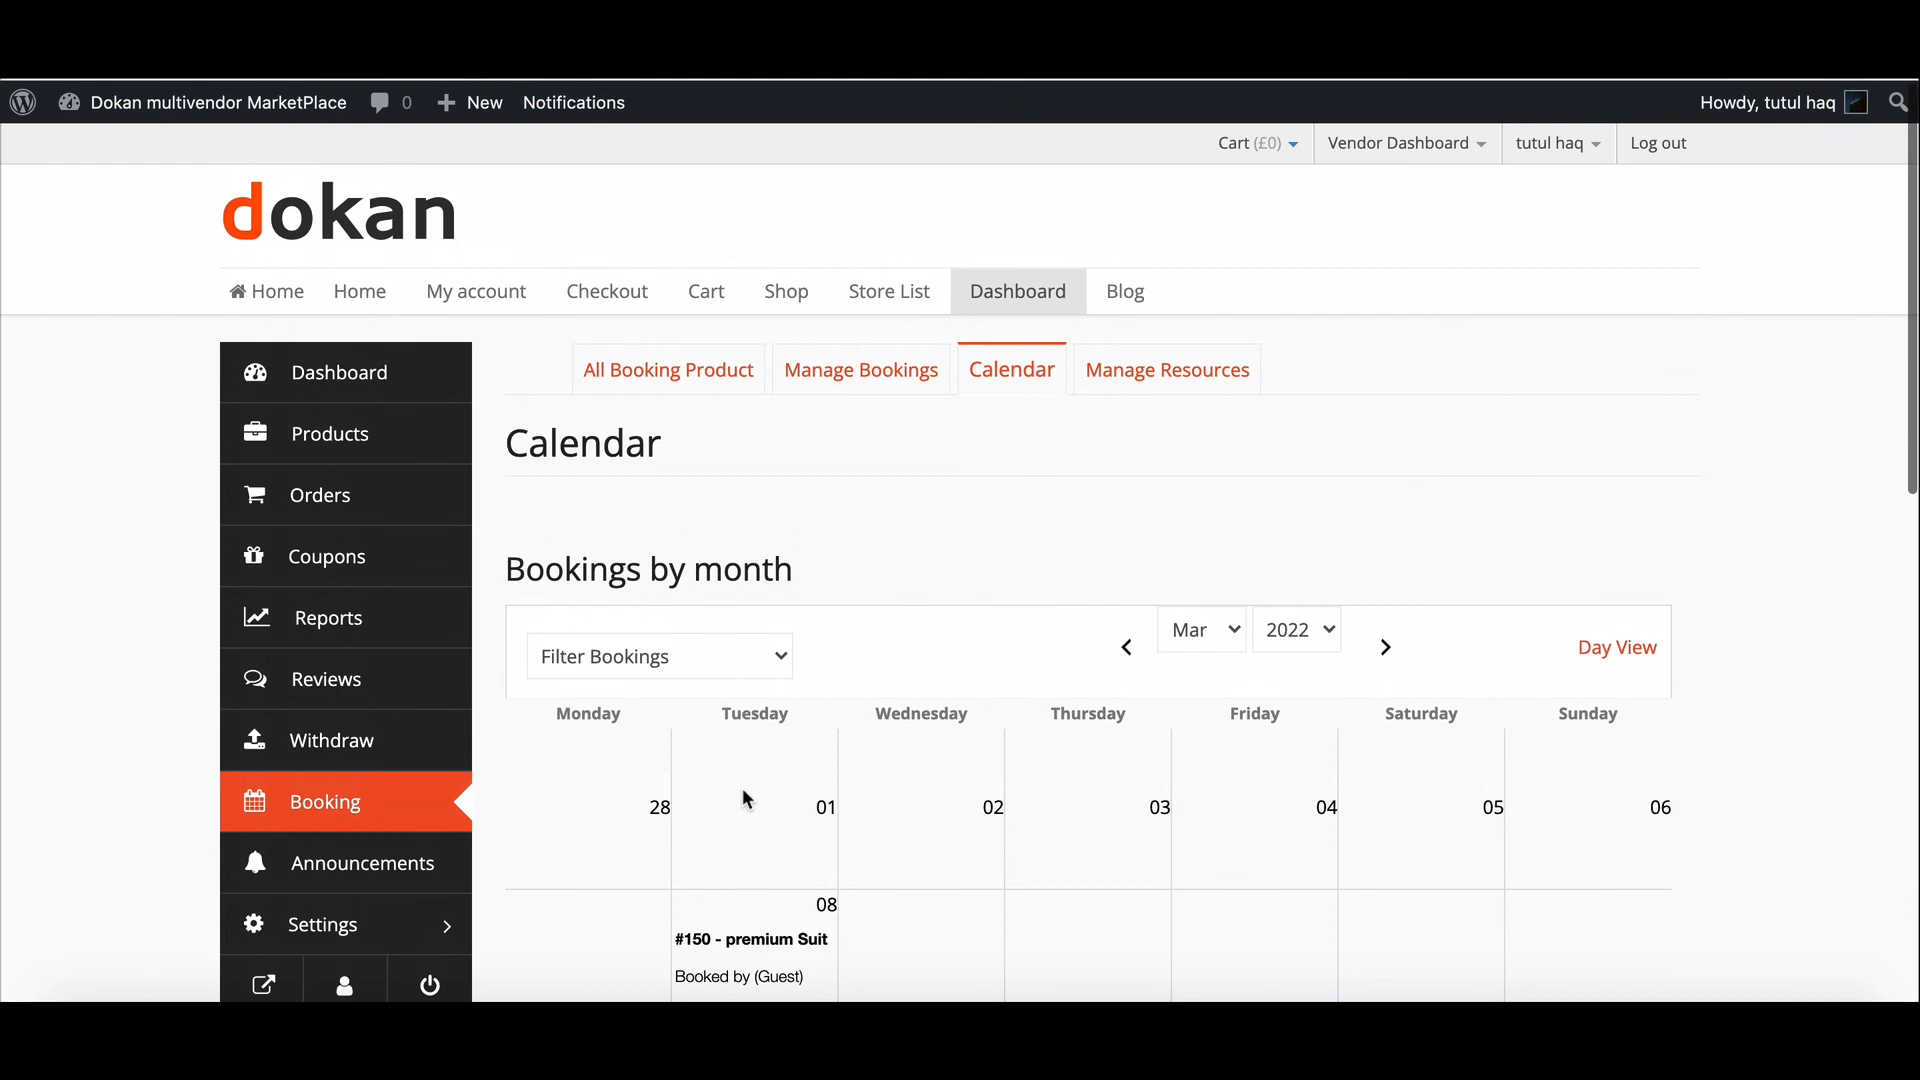 Dokan multivendor MarketPlace 0 New Notifications Howdy, tutul haq
Cart (£0) Vendor Dashboard tutul haq Log out
dokan
Home Home My account Checkout Cart Shop Store List Dashboard Blog
Dashboard
Products
Orders
Coupons
Reports
Reviews
Withdraw
Booking
Announcements
Settings
All Booking Product Manage Bookings Calendar Manage Resources
Calendar
Bookings by month
Filter Bookings Mar 2022 Day View
Monday Tuesday Wednesday Thursday Friday Saturday Sunday
28 01 02 03 04 05 06
08
#150 - premium Suit
Booked by (Guest)